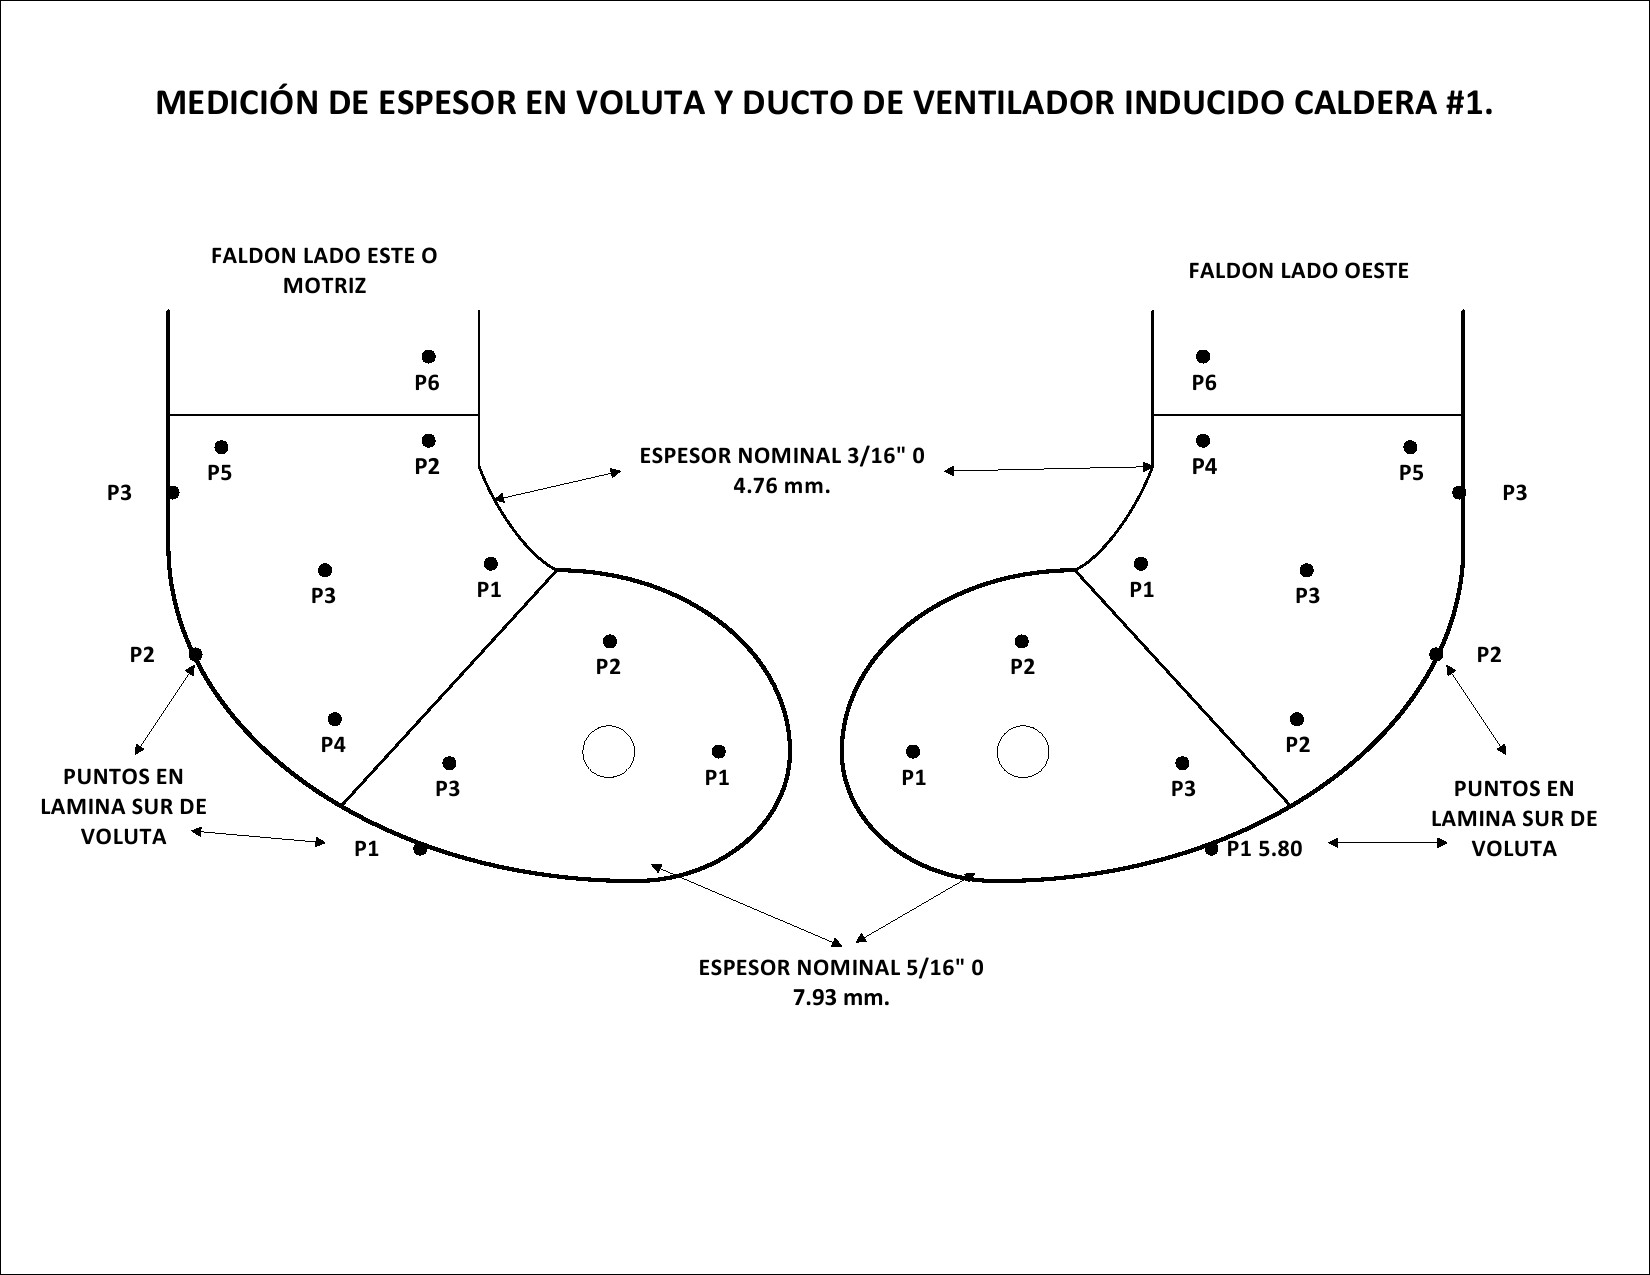 MEDICIÓN DE ESPESOR EN VOLUTA Y DUCTO DE VENTILADOR INDUCIDO CALDERA #1.
FALDON LADO ESTE O
MOTRIZ
FALDON LADO OESTE
P6
P6
P5
P2
ESPESOR NOMINAL 3/16" 0
4.76 mm.
P4
P5
P3
P3
P3
P1
P1
P3
P2
P2
P2
P2
P4
P2
P3
P1
P1
P3
PUNTOS EN
LAMINA SUR DE
VOLUTA
PUNTOS EN
LAMINA SUR DE
VOLUTA
P1
P1 5.80
ESPESOR NOMINAL 5/16" 0
7.93 mm.